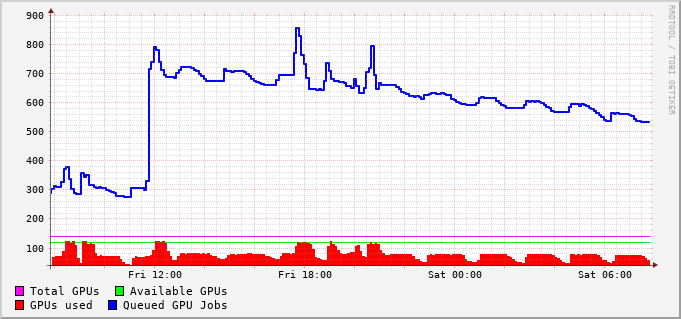 900
800
700
600
500
400
300
200
100
Fri 12:00 Fri 18:00 Sat 00:00 Sat 06:00
Total GPUs Available GPUs
GPUs used Queued GPU Jobs
RRDTOOL / TOBI OETIKER